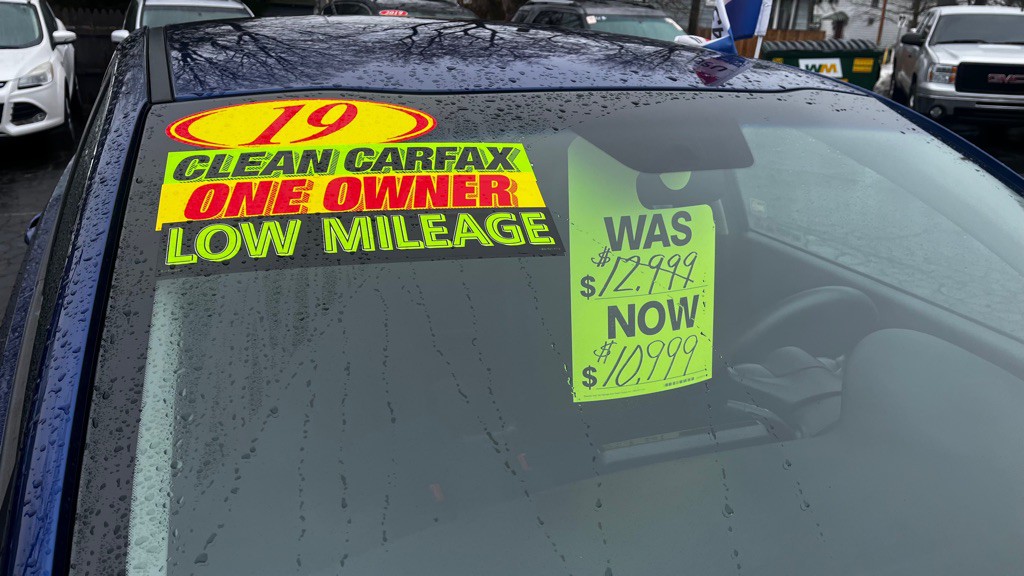 19
CLEAN CARFAX
ONE OWNER
LOW MILEAGE
WAS
$ $12,999
NOW
$ $10,999
WM
GMC